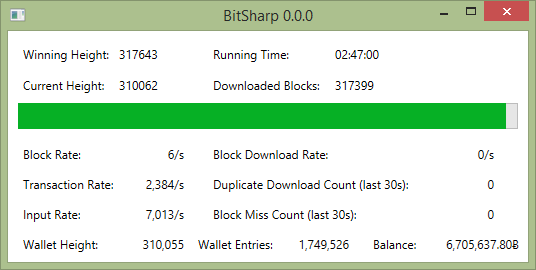 BitSharp 0.0.0
Winning Height: 317643 Running Time: 02:47:00
Current Height: 310062 Downloaded Blocks: 317399
Block Rate: 6/s Block Download Rate: 0/s
Transaction Rate: 2,384/s Duplicate Download Count (last 30s): 0
Input Rate: 7,013/s Block Miss Count (last 30s): 0
Wallet Height: 310,055 Wallet Entries: 1,749,526 Balance: 6,705,637.80฿